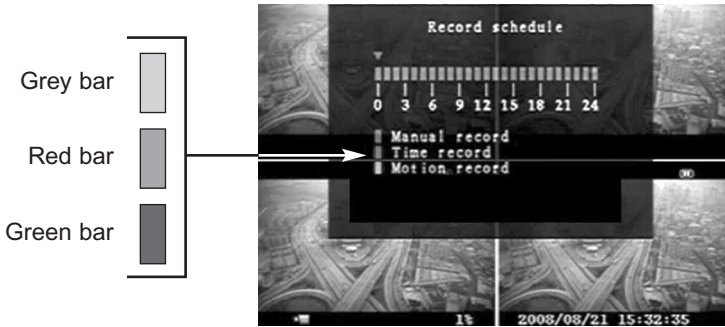 Grey bar
Red bar
Green bar
Record schedule
0 3 6 9 12 15 18 21 24
Manual record
Time record
Motion record
1% 2008/08/21 15:32:35